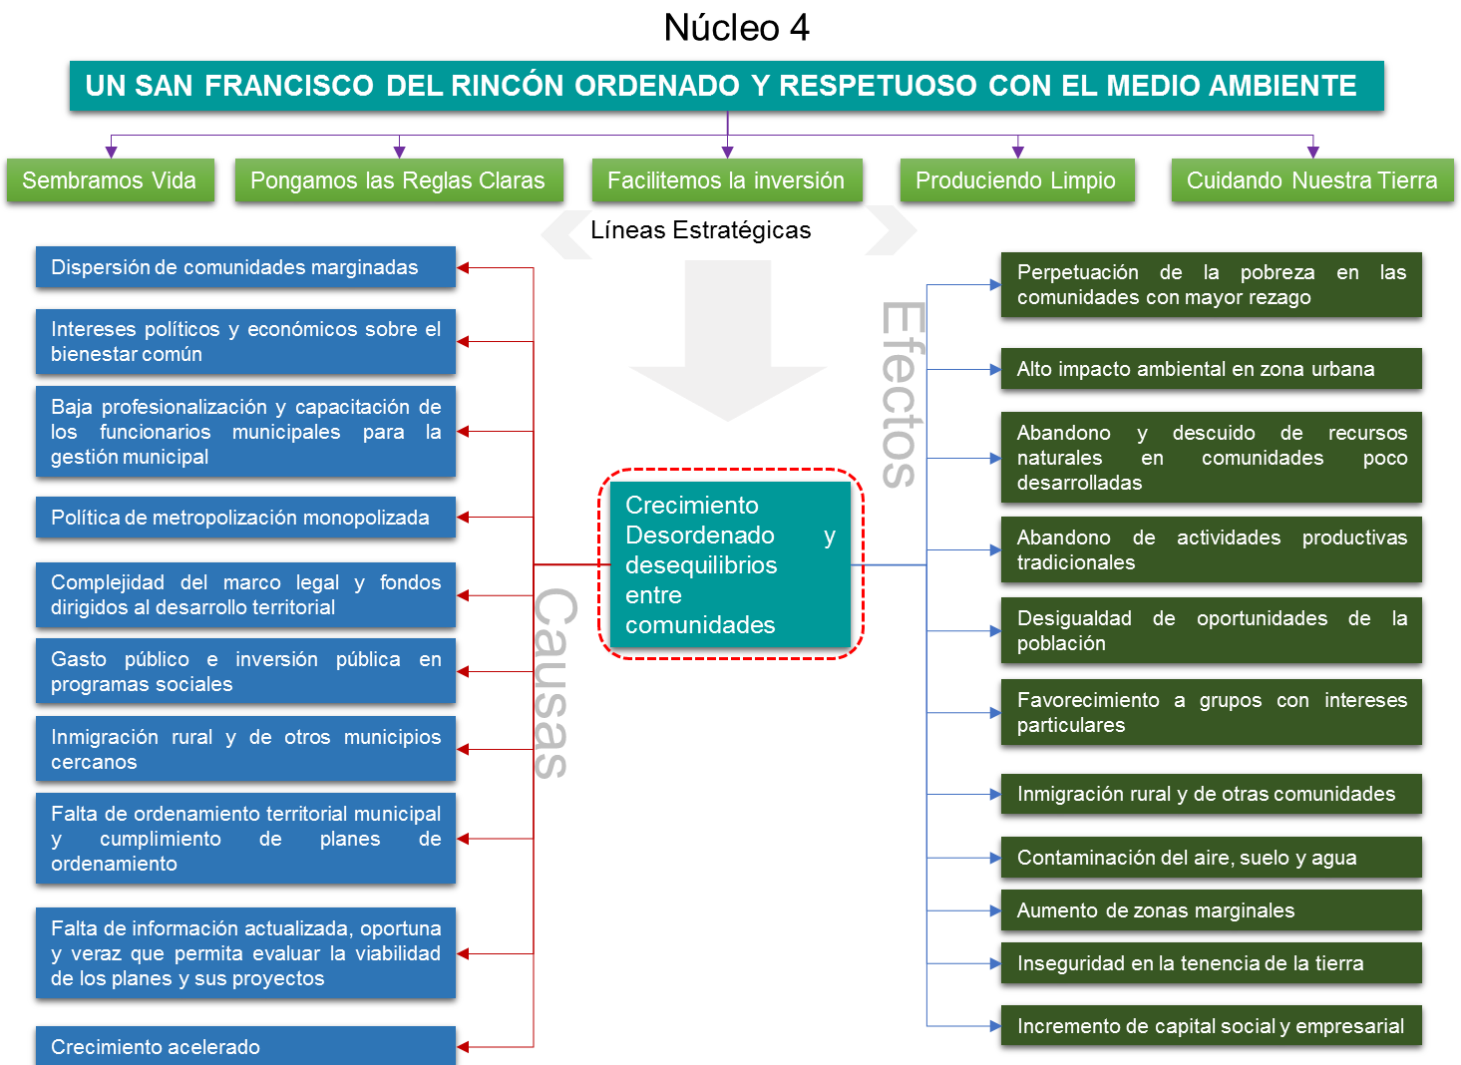 Núcleo 4
UN SAN FRANCISCO DEL RINCÓN ORDENADO Y RESPETUOSO CON EL MEDIO AMBIENTE
Sembramos Vida
Pongamos las Reglas Claras
Facilitemos la inversión
Produciendo Limpio
Cuidando Nuestra Tierra
Líneas Estratégicas
Causas
Dispersión de comunidades marginadas
Intereses políticos y económicos sobre el
bienestar común
Baja profesionalización y capacitación de
los funcionarios municipales para la
gestión municipal
Política de metropolización monopolizada
Complejidad del marco legal y fondos
dirigidos al desarrollo territorial
Gasto público e inversión pública en
programas sociales
Inmigración rural y de otros municipios
cercanos
Falta de ordenamiento territorial municipal
y cumplimiento de planes de
ordenamiento
Falta de información actualizada, oportuna
y veraz que permita evaluar la viabilidad
de los planes y sus proyectos
Crecimiento acelerado
Crecimiento
Desordenado y
desequilibrios
entre
comunidades
Efectos
Perpetuación de la pobreza en las
comunidades con mayor rezago
Alto impacto ambiental en zona urbana
Abandono y descuido de recursos
naturales en comunidades poco
desarrolladas
Abandono de actividades productivas
tradicionales
Desigualdad de oportunidades de la
población
Favorecimiento a grupos con intereses
particulares
Inmigración rural y de otras comunidades
Contaminación del aire, suelo y agua
Aumento de zonas marginales
Inseguridad en la tenencia de la tierra
Incremento de capital social y empresarial